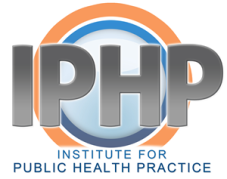 IPHP
INSTITUTE FOR
PUBLIC HEALTH PRACTICE